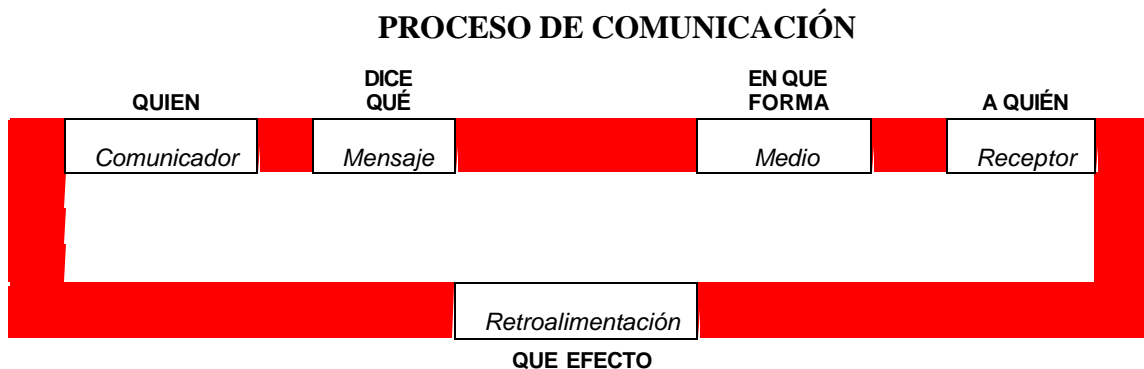 PROCESO DE COMUNICACIÓN
QUIEN
DICE
QUÉ
EN QUE
FORMA
A QUIÉN
Comunicador
Mensaje
Medio
Receptor
Retroalimentación
QUE EFECTO